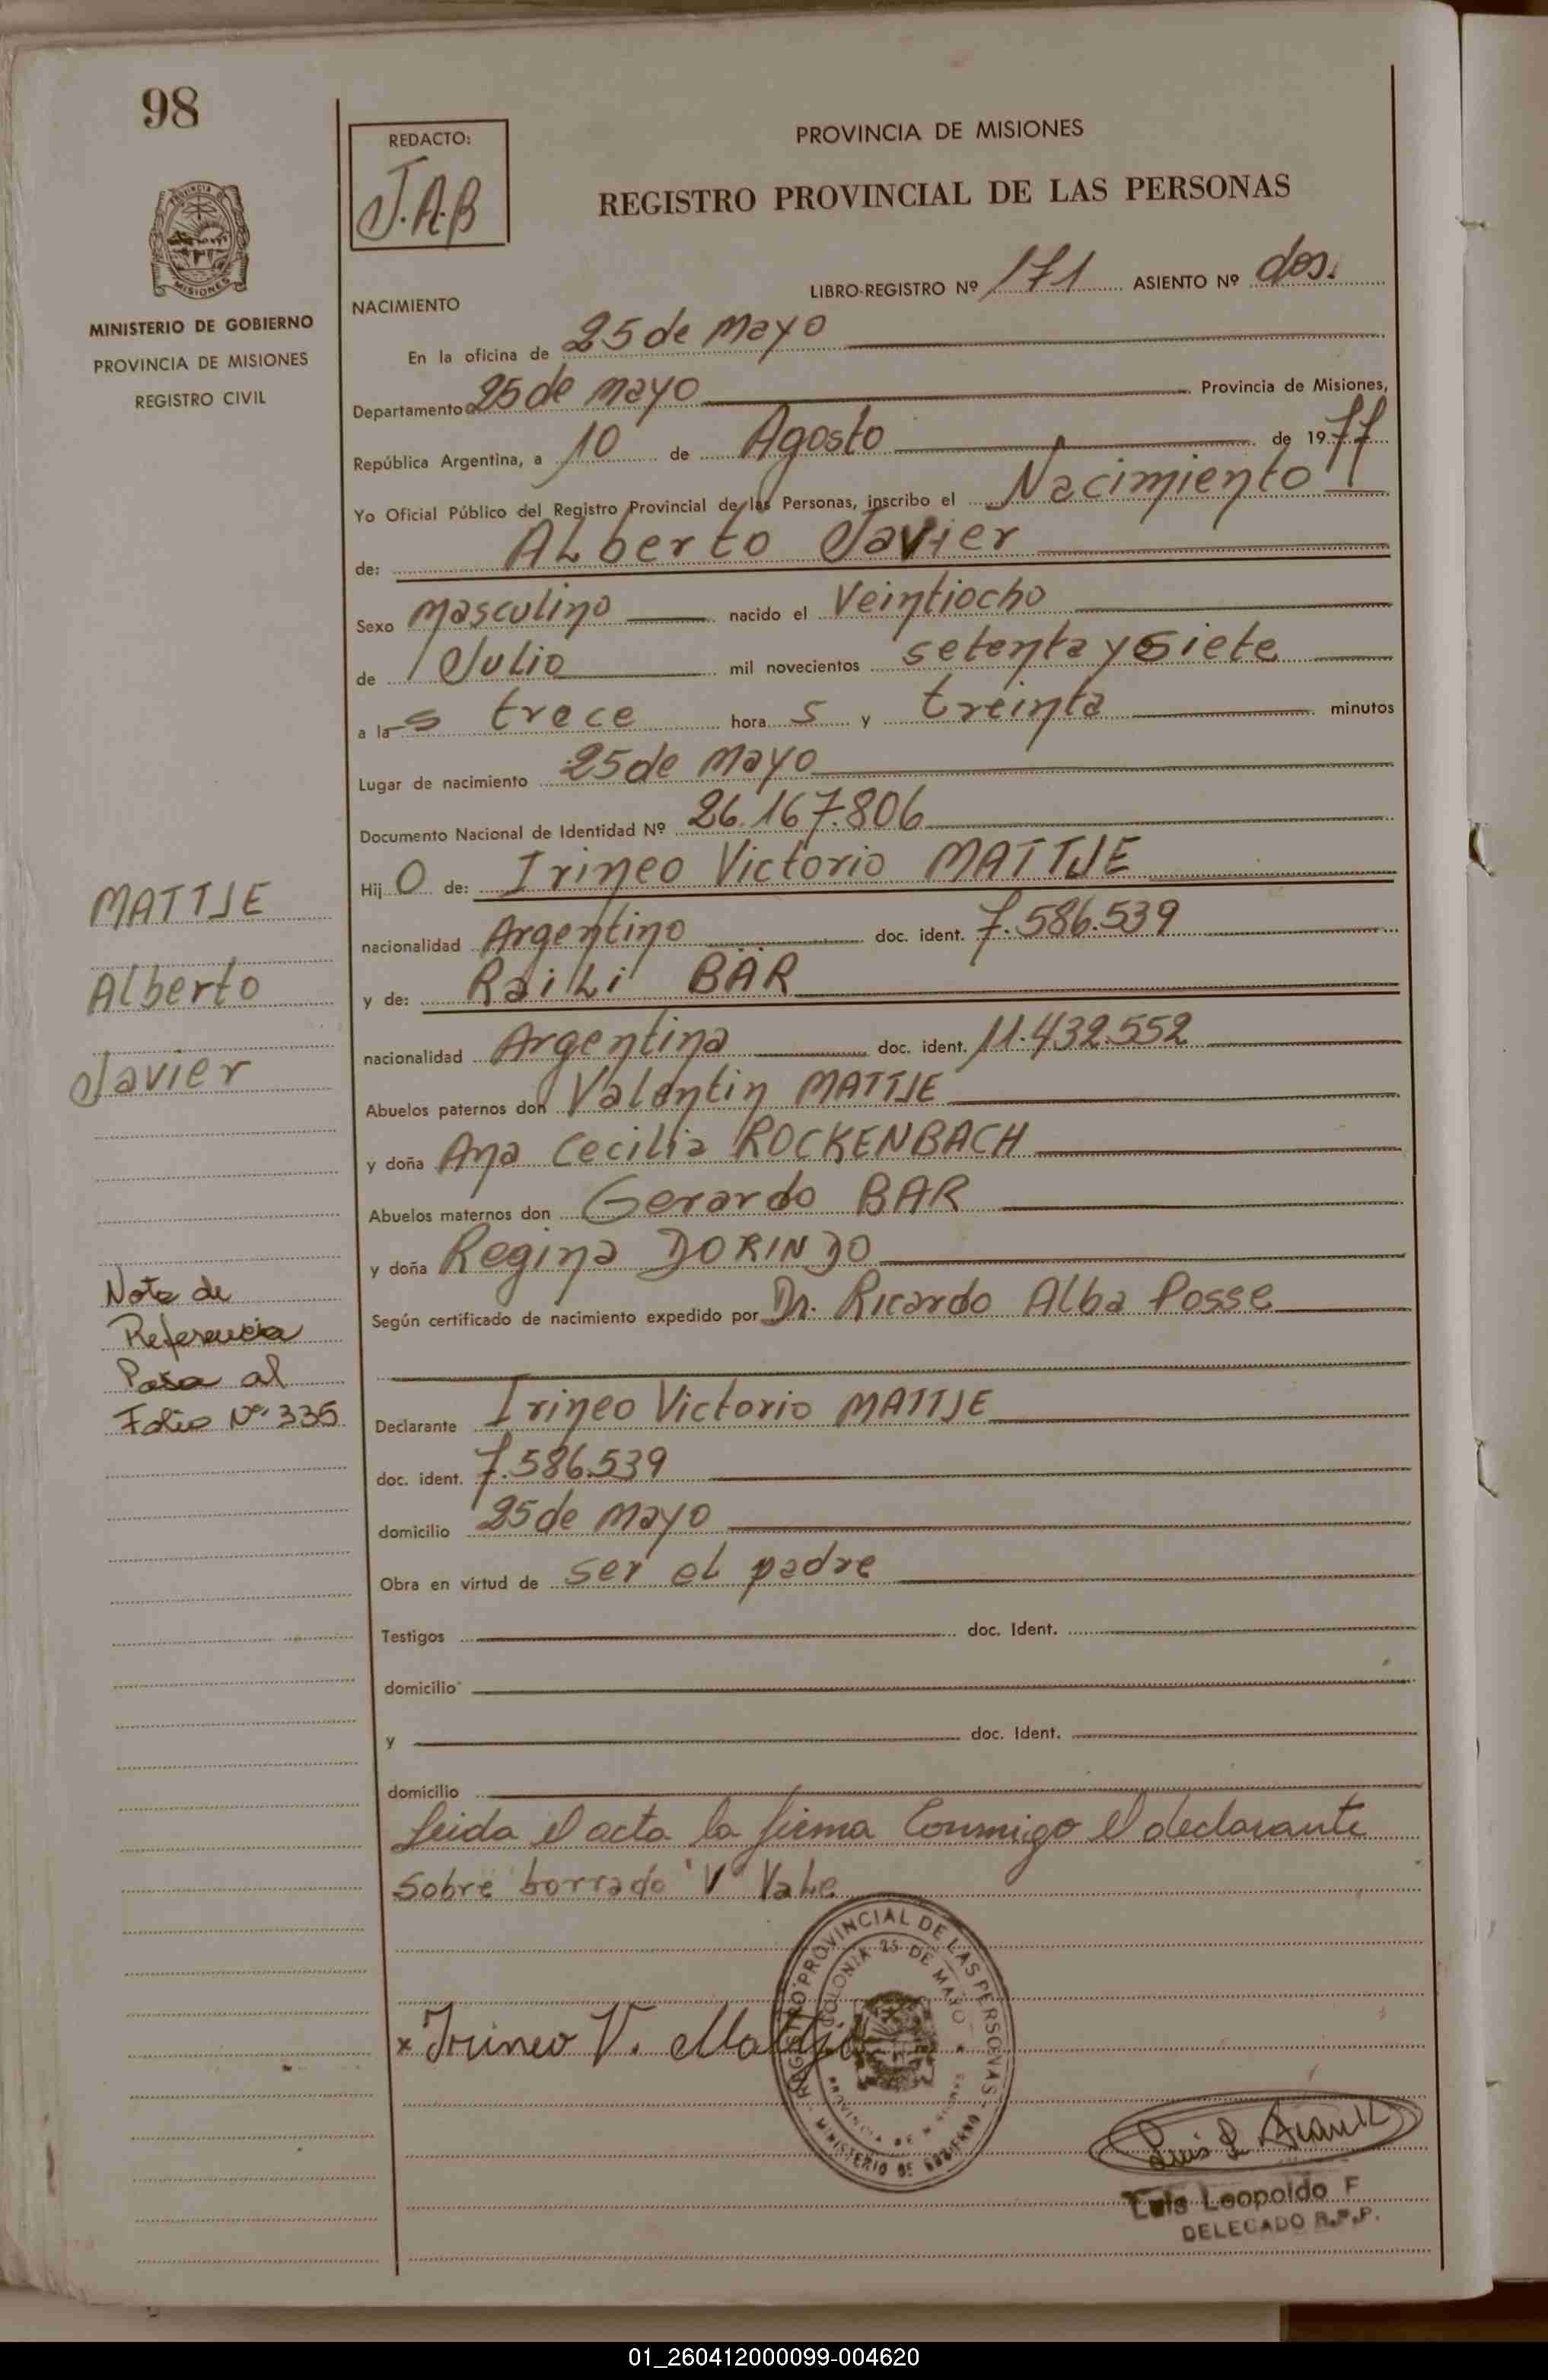 98
PROVINCIA DE MISIONES
MINISTERIO DE GOBIERNO
PROVINCIA DE MISIONES
REGISTRO CIVIL
REDACTO:
J.A.B
PROVINCIA DE MISIONES
REGISTRO PROVINCIAL DE LAS PERSONAS
LIBRO-REGISTRO Nº 171 ASIENTO Nº dos.
NACIMIENTO
En la oficina de 25 de Mayo
Departamento 25 de Mayo Provincia de Misiones,
República Argentina, a 10 de Agosto de 1977
Yo Oficial Público del Registro Provincial de las Personas, inscribo el Nacimiento
de: ALberto Javier
Sexo Masculino nacido el Veintiocho
de Julio mil novecientos setenta y siete
a las trece horas y treinta minutos
Lugar de nacimiento 25 de Mayo
Documento Nacional de Identidad Nº 26.167.806
Hijo de: Irineo Victorio MATTJE
nacionalidad Argentino doc. ident. 7.586.539
y de: RaiLi BÄR
nacionalidad Argentina doc. ident. 11.432.552
Abuelos paternos don Valentin MATTJE
y doña Ana Cecilia ROCKENBACH
Abuelos maternos don Gerardo BAR
y doña Regina DORINDO
Según certificado de nacimiento expedido por Dr. Ricardo Alba Posse
Declarante Irineo Victorio MATTJE
doc. ident. 7.586.539
domicilio 25 de Mayo
Obra en virtud de ser el padre
Testigos doc. Ident.
domicilio
y doc. Ident.
domicilio
Leida el acta la firma Conmigo el declarante
Sobre borrado "V" VaLe
MATTJE
Alberto
Javier
Nota de
Referencia
Pasa al
Folio Nº 335
x Irineo V. Mattje
REGISTRO PROVINCIAL DE LAS PERSONAS
COLONIA 25 DE MAYO
PROVINCIA DE MISIONES
MINISTERIO DE GOBIERNO
Luis Leopoldo F
DELEGADO R.P.P.
01_260412000099-004620